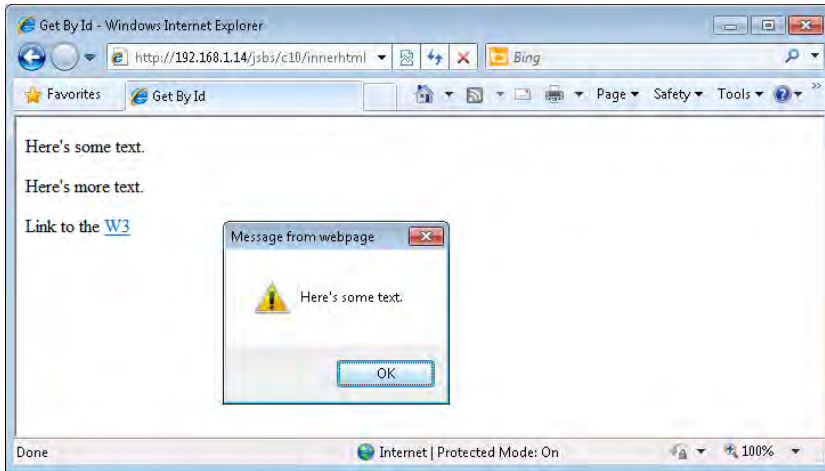 Get By Id - Windows Internet Explorer
http://192.168.1.14/jsbs/c10/innerhtml
Bing
Favorites
Get By Id
Page
Safety
Tools
Here's some text.
Here's more text.
Link to the W3
Message from webpage
Here's some text.
OK
Done
Internet | Protected Mode: On
100%